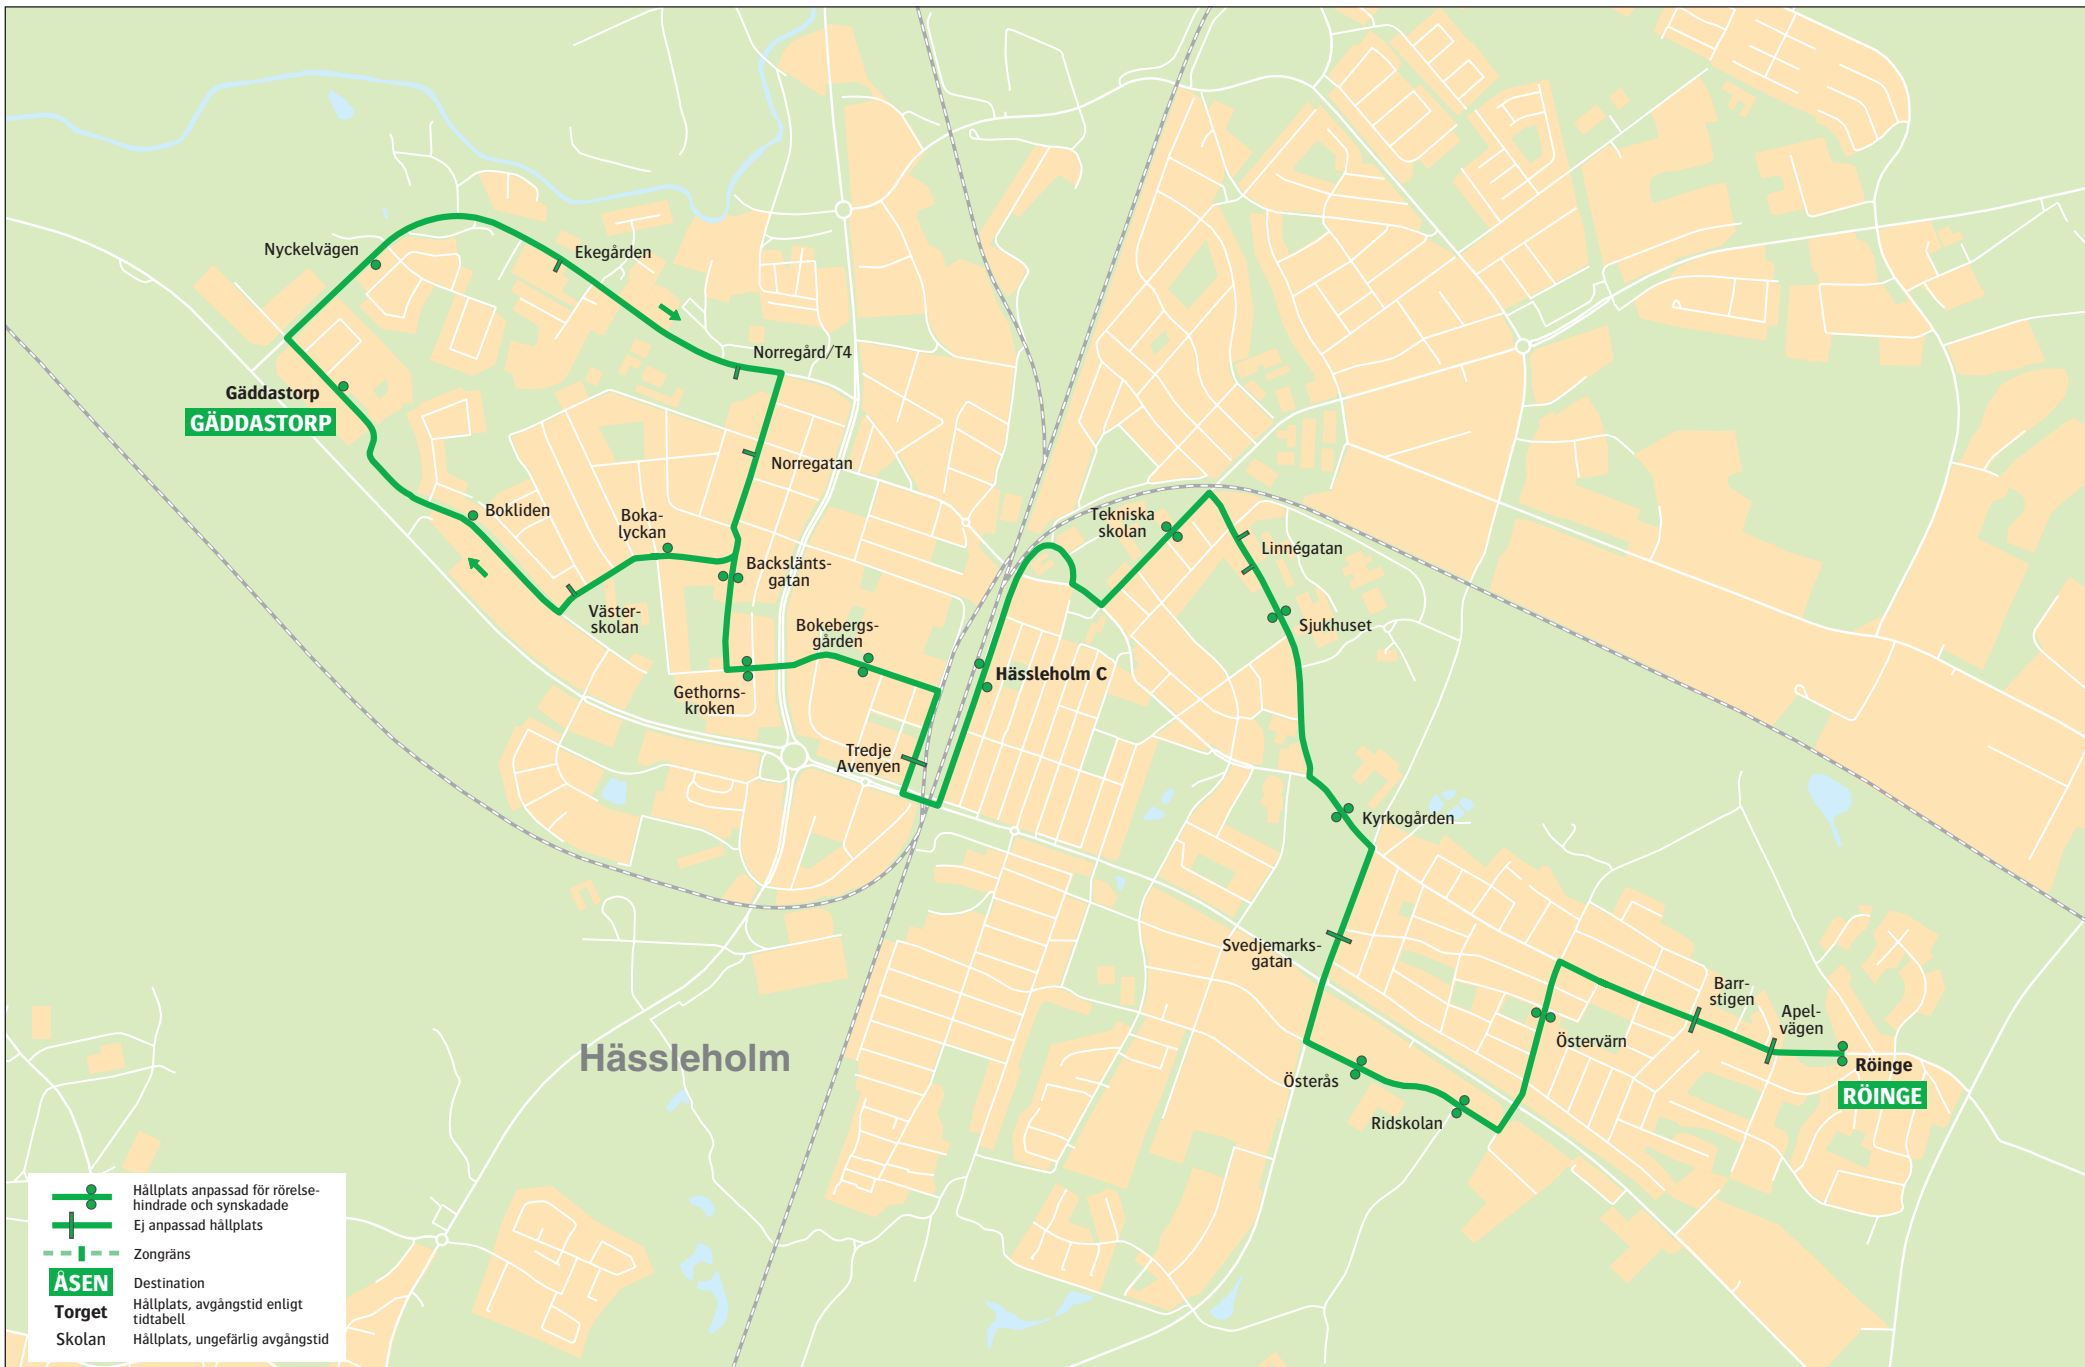 Nyckelvägen
Ekegården
Norregård/T4
Gäddastorp
GÄDDASTORP
Norregatan
Bokliden
Boka-
lyckan
Tekniska
skolan
Linnégatan
Backslänts-
gatan
Väster-
skolan
Bokebergs-
gården
Sjukhuset
Hässleholm C
Gethorns-
kroken
Tredje
Avenyen
Kyrkogården
Svedjemarks-
gatan
Barr-
stigen
Apel-
vägen
Östervärn
Hässleholm
Röinge
RÖINGE
Österås
Ridskolan
Hållplats anpassad för rörelse-
hindrade och synskadade
Ej anpassad hållplats
Zongräns
ÅSEN Destination
Torget Hållplats, avgångstid enligt
tidtabell
Skolan Hållplats, ungefärlig avgångstid